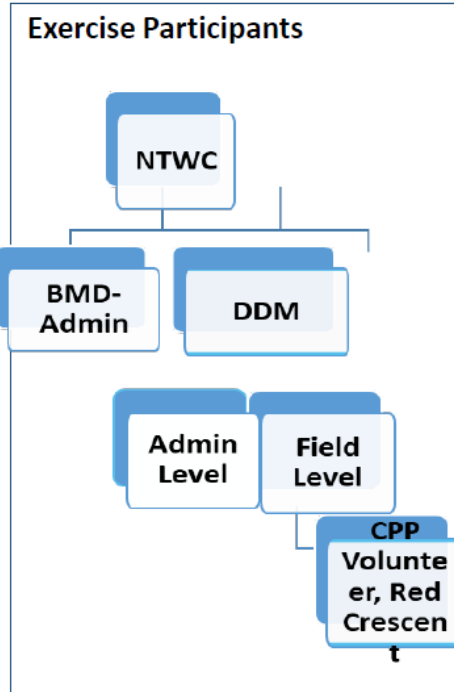 Exercise Participants
NTWC
BMD-
Admin
DDM
Admin
Level
Field
Level
CPP
Volunte
er, Red
Crescen
t